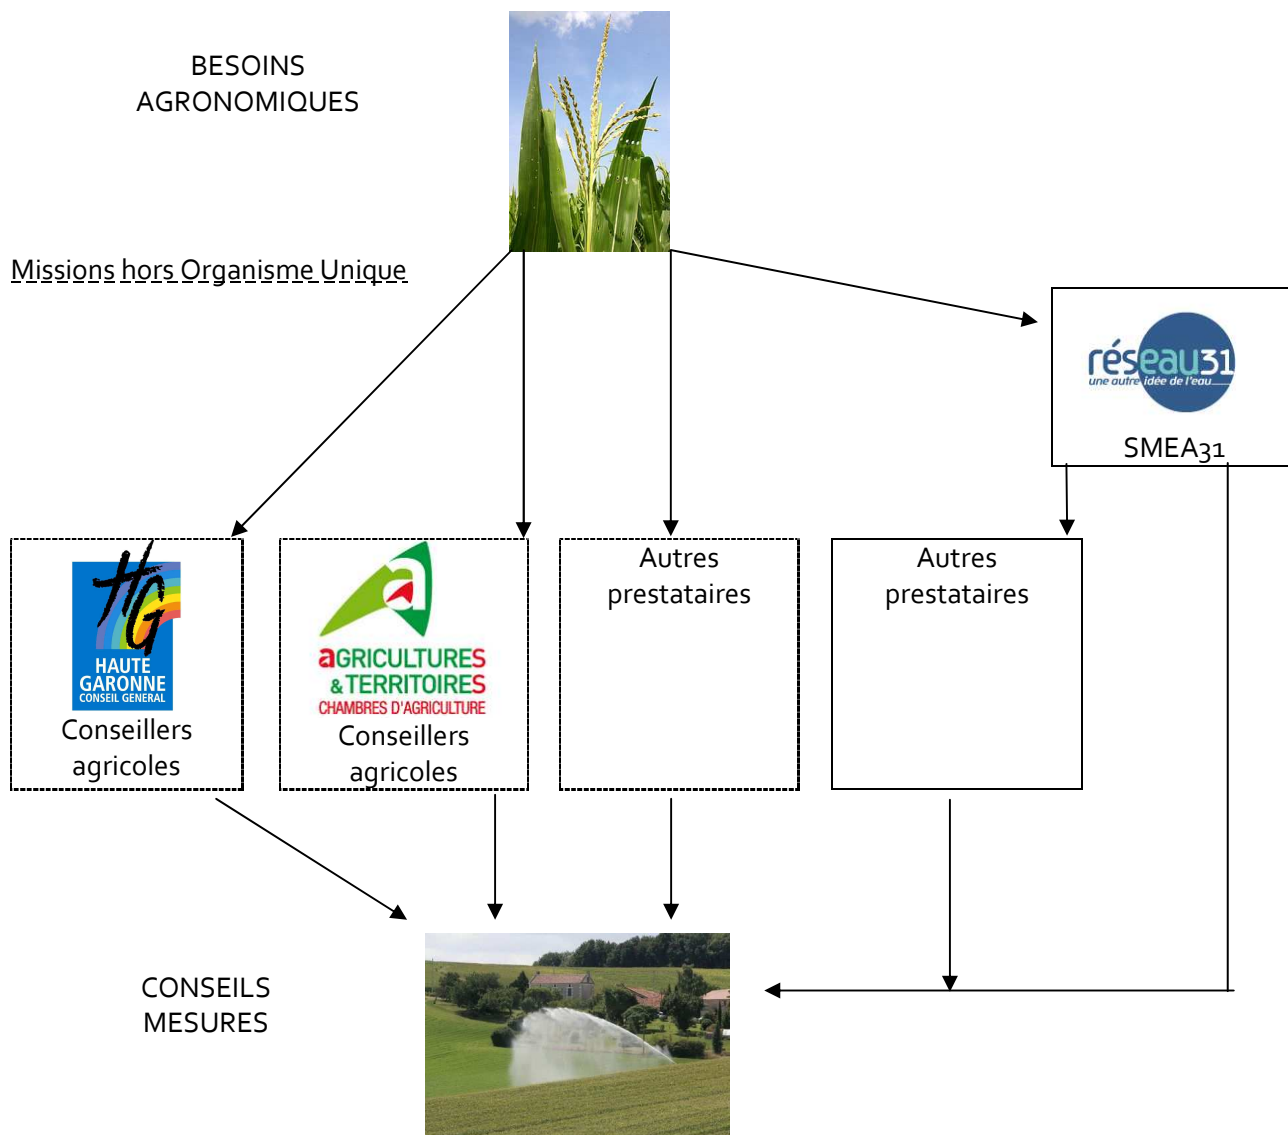 BESOINS
AGRONOMIQUES
Missions hors Organisme Unique
réseau31
une autre idée de l'eau
SMEA31
HG
HAUTE
GARONNE
CONSEIL GENERAL
Conseillers
agricoles
a
AGRICULTURES
& TERRITOIRES
CHAMBRES D'AGRICULTURE
Conseillers
agricoles
Autres
prestataires
Autres
prestataires
CONSEILS
MESURES